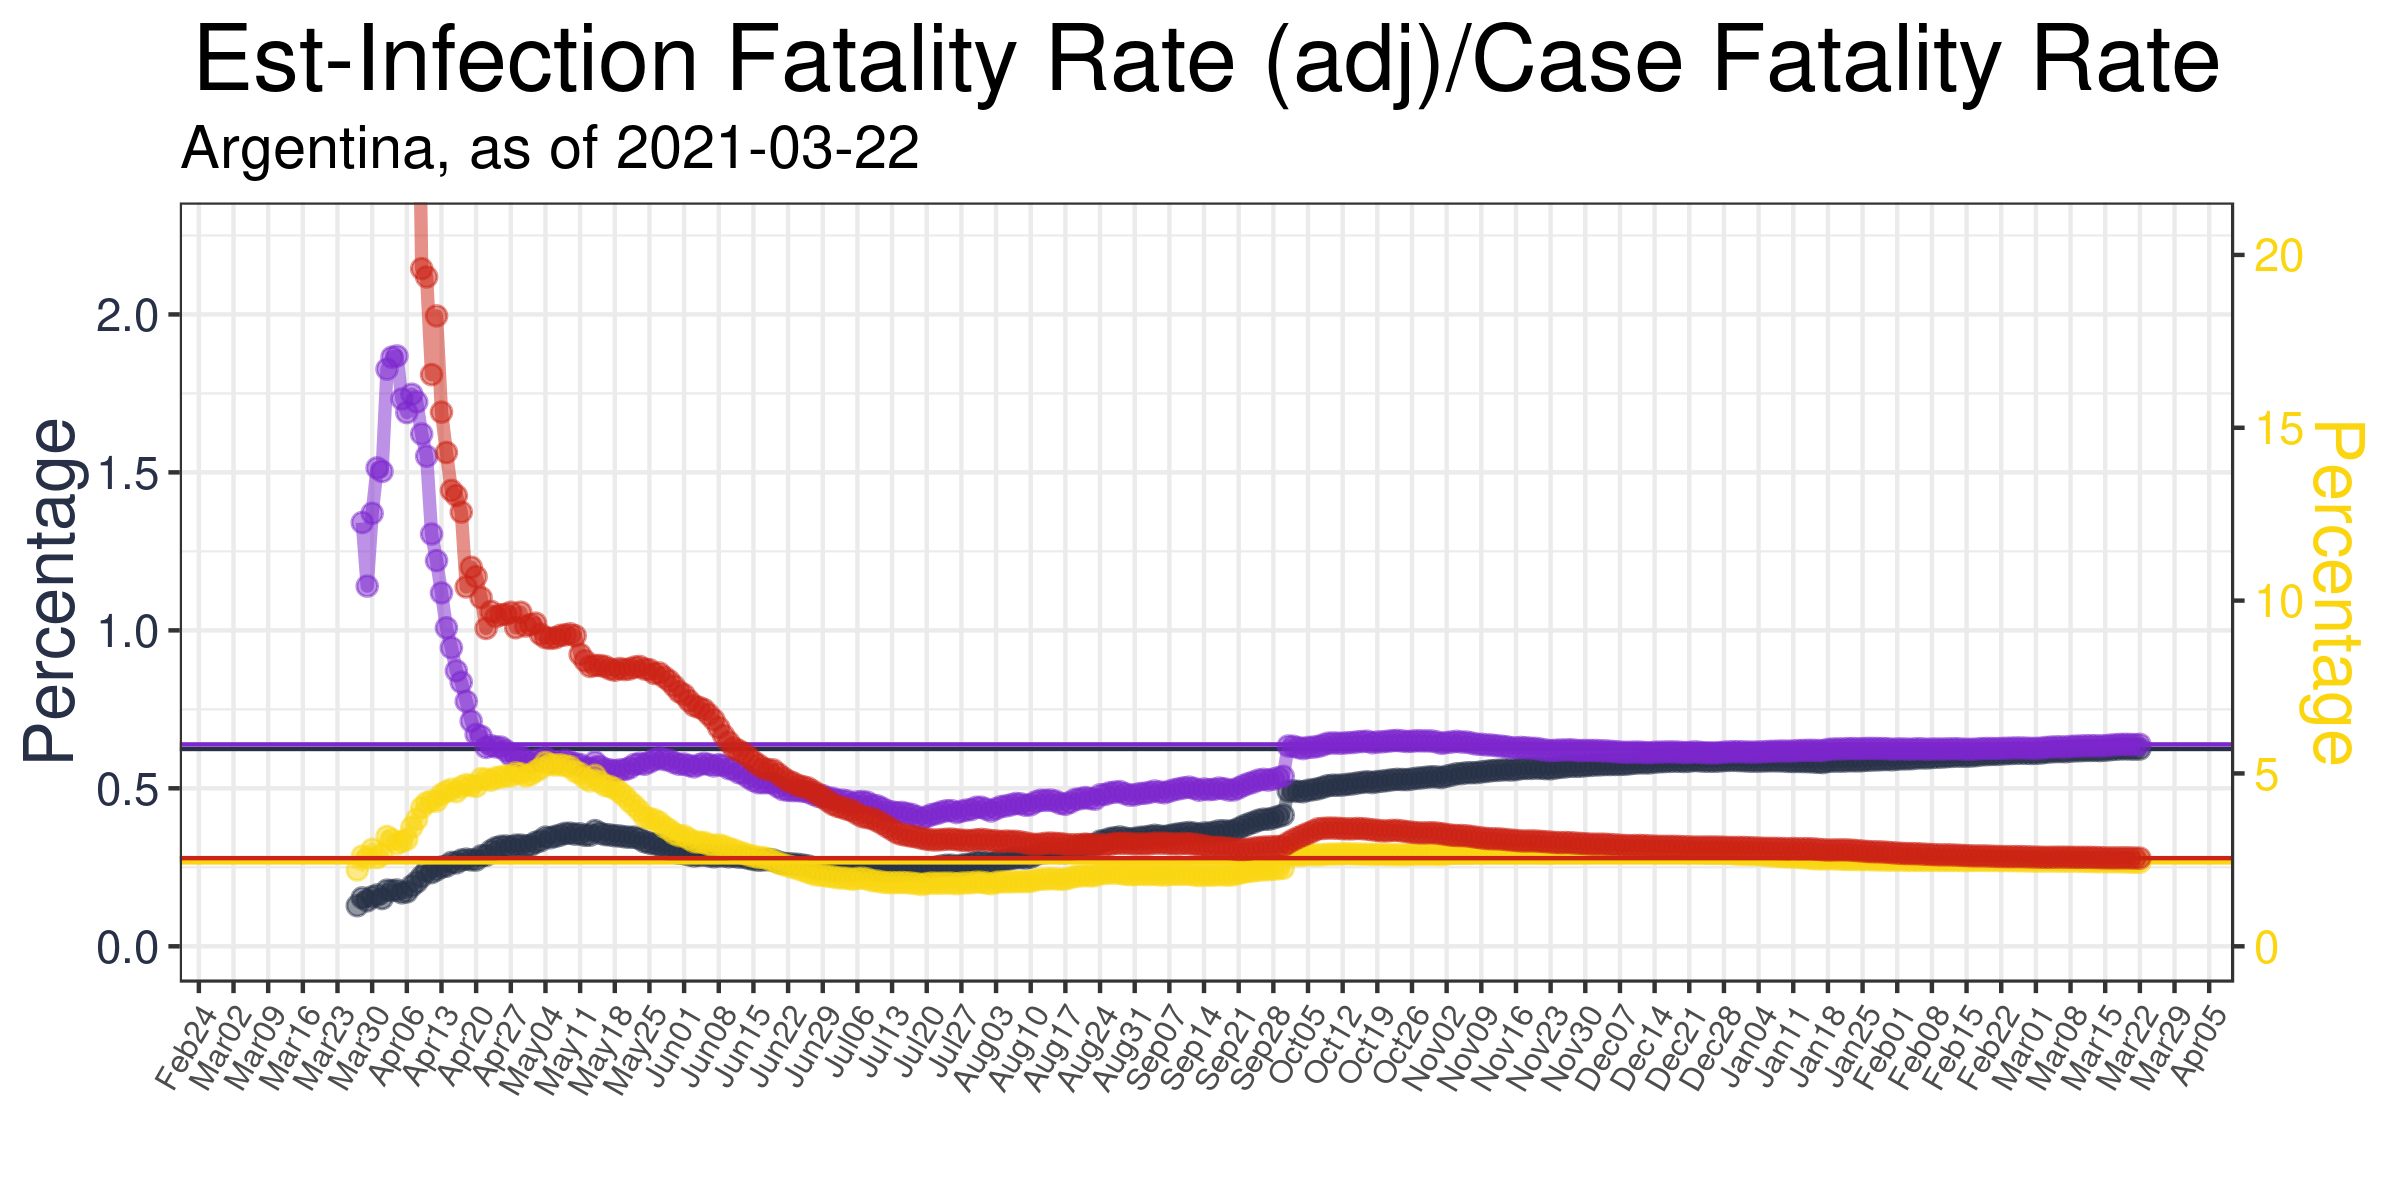 Est-Infection Fatality Rate (adj)/Case Fatality Rate
Argentina, as of 2021-03-22
Percentage
2.0
1.5
1.0
0.5
0.0
20
15
10
5
0
Percentage
Feb24
Mar02
Mar09
Mar16
Mar23
Mar30
Apr06
Apr13
Apr20
Apr27
May04
May11
May18
May25
Jun01
Jun08
Jun15
Jun22
Jun29
Jul06
Jul13
Jul20
Jul27
Aug03
Aug10
Aug17
Aug24
Aug31
Sep07
Sep14
Sep21
Sep28
Oct05
Oct12
Oct19
Oct26
Nov02
Nov09
Nov16
Nov23
Nov30
Dec07
Dec14
Dec21
Dec28
Jan04
Jan11
Jan18
Jan25
Feb01
Feb08
Feb15
Feb22
Mar01
Mar08
Mar15
Mar22
Mar29
Apr05